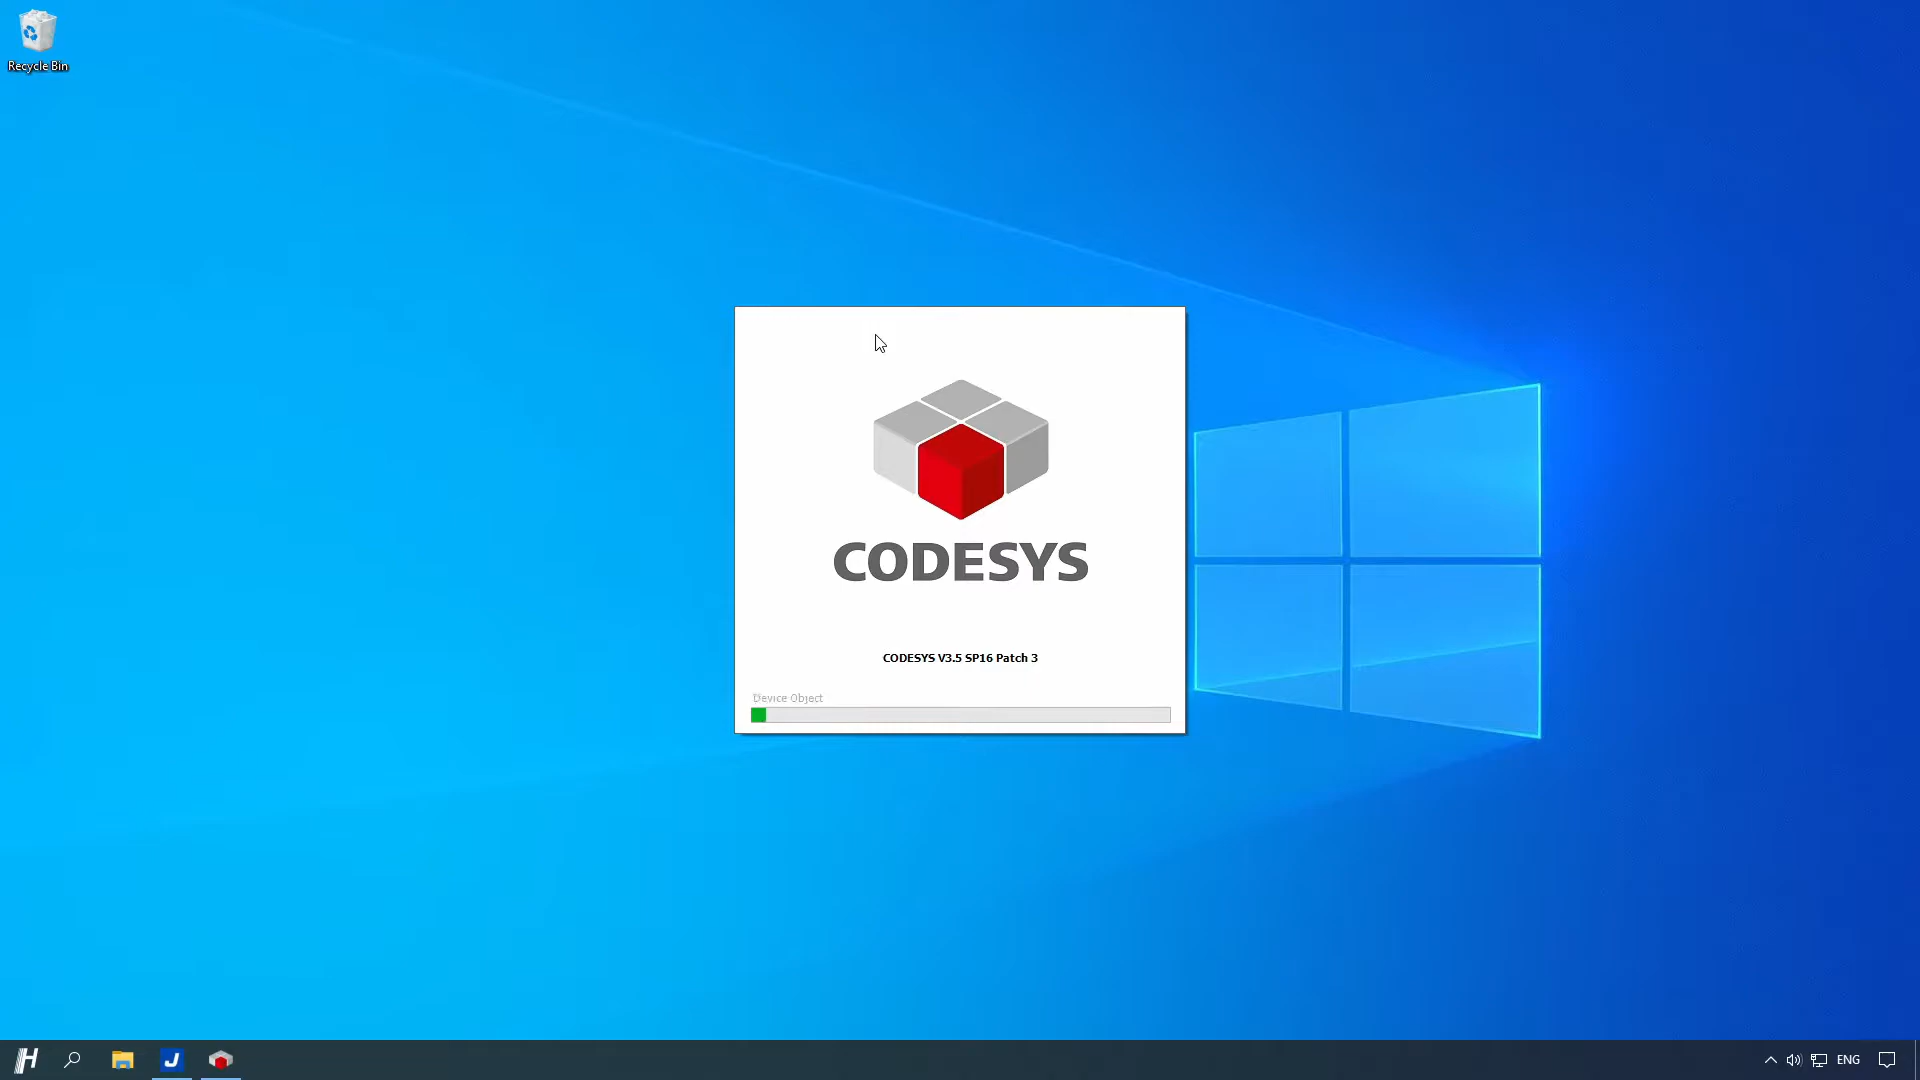 Recycle Bin
CODESYS
CODESYS V3.5 SP16 Patch 3
Device Object
ENG